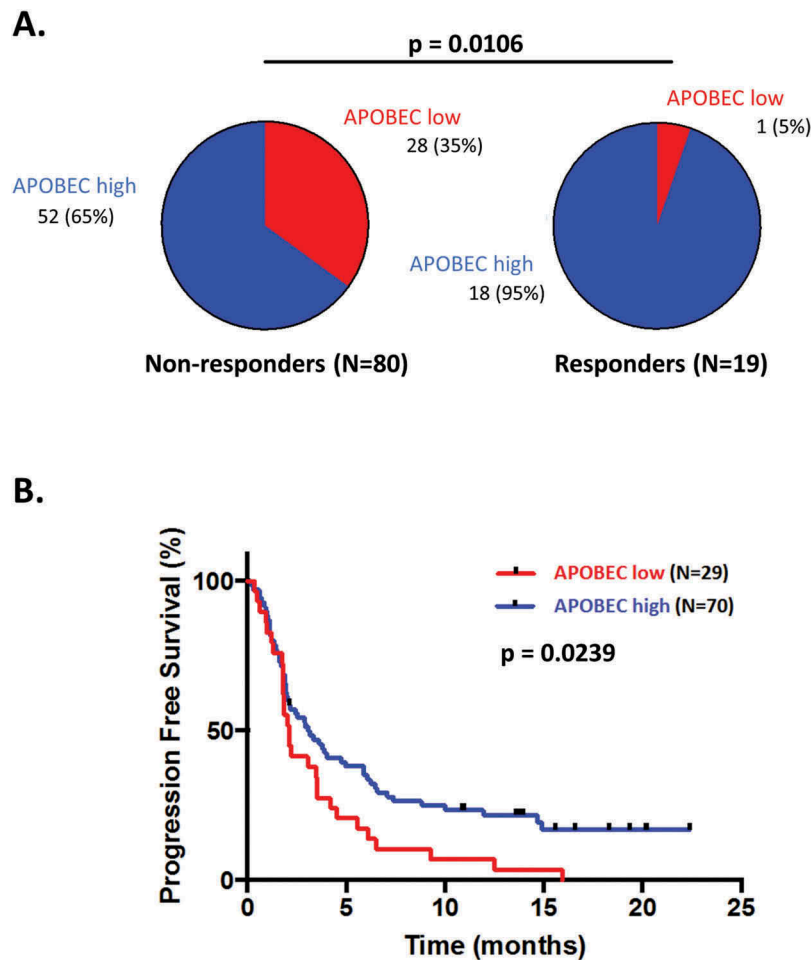 A.
p = 0.0106
APOBEC low
28 (35%)
APOBEC high
52 (65%)
Non-responders (N=80)
APOBEC low
1 (5%)
APOBEC high
18 (95%)
Responders (N=19)
B.
Progression Free Survival (%)
100
50
0
APOBEC low (N=29)
APOBEC high (N=70)
p = 0.0239
0 5 10 15 20 25
Time (months)